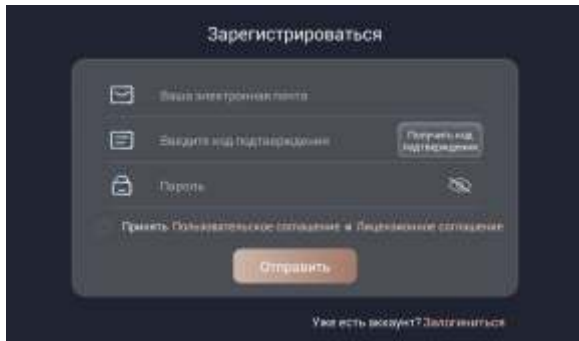 Зарегистрироваться
Ваша электронная почта
Введите код подтверждения
Получить код
подтверждения
Пароль
Принять Пользовательское соглашение и Лицензионное соглашение
Отправить
Уже есть аккаунт? Залогиниться